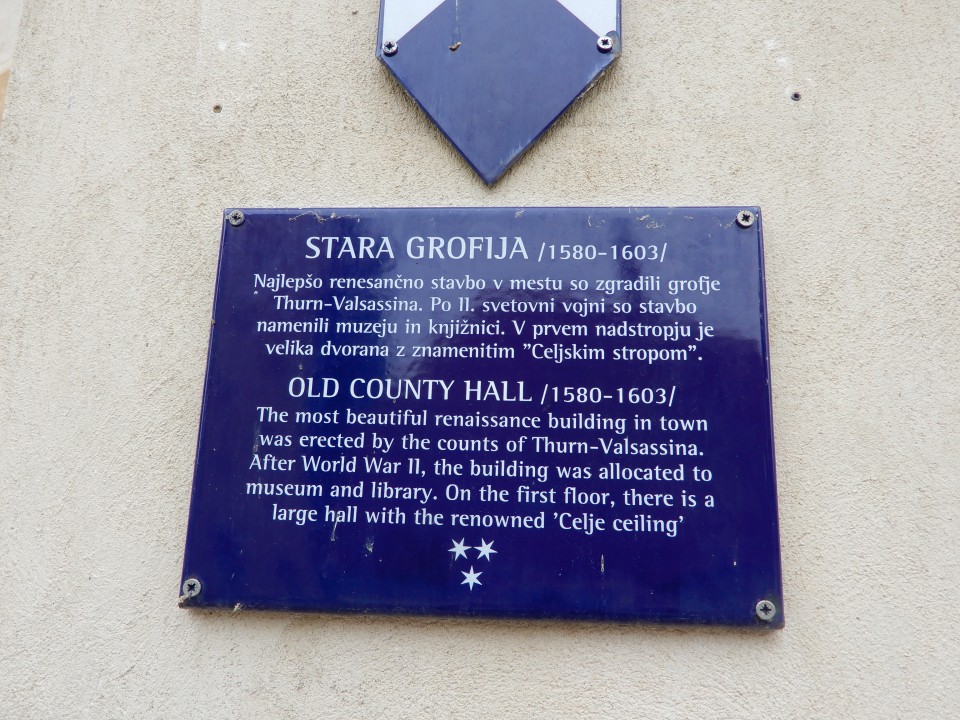 STARA GROFIJA /1580-1603/
Najlepšo renesančno stavbo v mestu so zgradili grofje
Thurn-Valsassina. Po II. svetovni vojni so stavbo
namenili muzeju in knjižnici. V prvem nadstropju je
velika dvorana z znamenitim ”Celjskim stropom”.
OLD COUNTY HALL /1580-1603/
The most beautiful renaissance building in town
was erected by the counts of Thurn-Valsassina.
After World War II, the building was allocated to
museum and library. On the first floor, there is a
large hall with the renowned ’Celje ceiling’